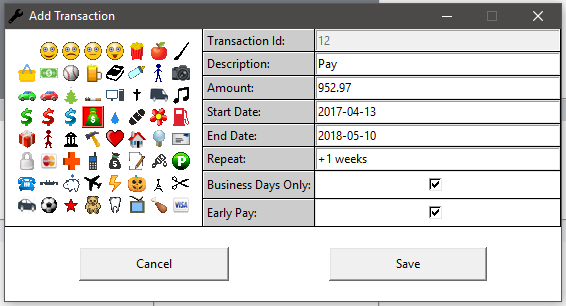 Add Transaction
Transaction Id: 12
Description: Pay
Amount: 952.97
Start Date: 2017-04-13
End Date: 2018-05-10
Repeat: +1 weeks
Business Days Only:
Early Pay:
VISA
Cancel Save